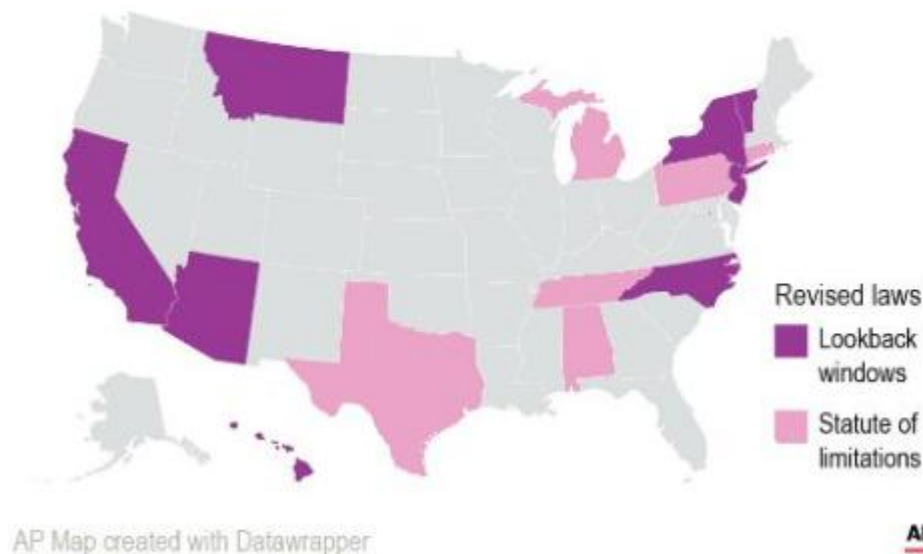 Revised laws
Lookback
windows
Statute of
limitations
AP Map created with Datawrapper